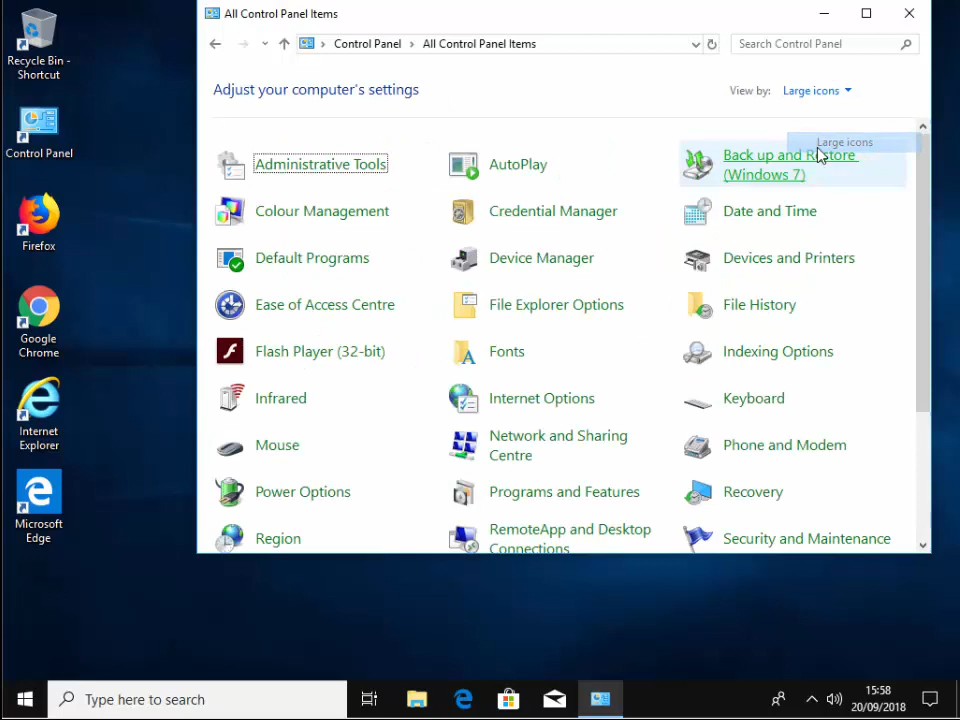 Recycle Bin -
Shortcut
Control Panel
Firefox
Google
Chrome
Internet
Explorer
Microsoft
Edge
All Control Panel Items
Control Panel > All Control Panel Items
Search Control Panel
Adjust your computer's settings
View by: Large icons
Large icons
Administrative Tools
AutoPlay
Back up and Restore
(Windows 7)
Colour Management
Credential Manager
Date and Time
Default Programs
Device Manager
Devices and Printers
Ease of Access Centre
File Explorer Options
File History
Flash Player (32-bit)
Fonts
Indexing Options
Infrared
Internet Options
Keyboard
Mouse
Network and Sharing
Centre
Phone and Modem
Power Options
Programs and Features
Recovery
Region
RemoteApp and Desktop
Connections
Security and Maintenance
Type here to search
15:58
20/09/2018